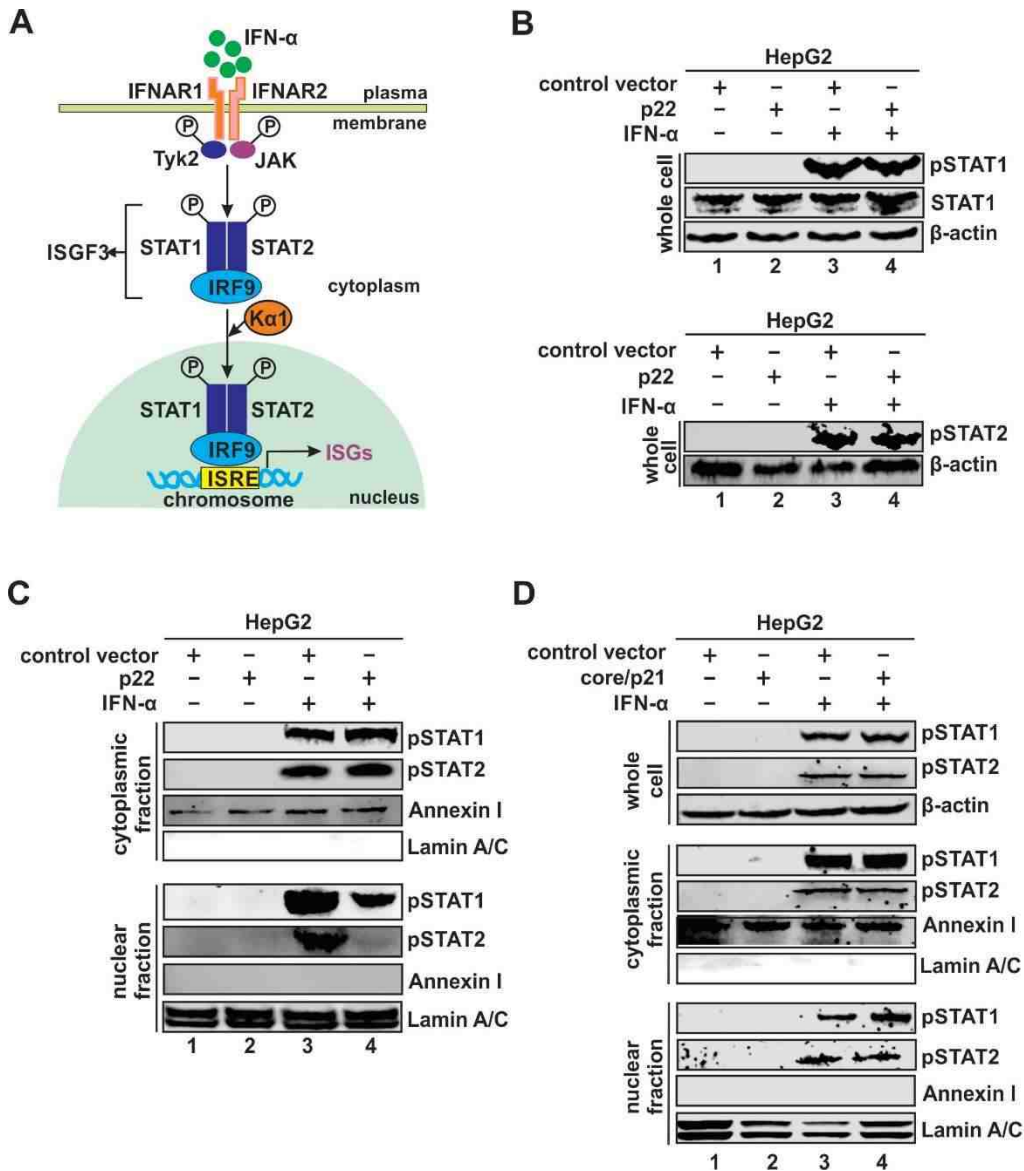 A
IFN-α
IFNAR1 IFNAR2 plasma
membrane
P P
Tyk2 JAK
P P
STAT1 STAT2
ISGF3
IRF9 cytoplasm
Kα1
P P
STAT1 STAT2
IRF9 ISGs
ISRE
chromosome nucleus
B
HepG2
control vector + – + –
p22 – + – +
IFN-α – – + +
whole cell
pSTAT1
STAT1
β-actin
1 2 3 4
HepG2
control vector + – + –
p22 – + – +
IFN-α – – + +
whole
cell
pSTAT2
β-actin
1 2 3 4
C
HepG2
control vector + – + –
p22 – + – +
IFN-α – – + +
cytoplasmic
fraction
pSTAT1
pSTAT2
Annexin I
Lamin A/C
nuclear
fraction
pSTAT1
pSTAT2
Annexin I
Lamin A/C
1 2 3 4
D
HepG2
control vector + – + –
core/p21 – + – +
IFN-α – – + +
whole
cell
pSTAT1
pSTAT2
β-actin
cytoplasmic
fraction
pSTAT1
pSTAT2
Annexin I
Lamin A/C
nuclear
fraction
pSTAT1
pSTAT2
Annexin I
Lamin A/C
1 2 3 4